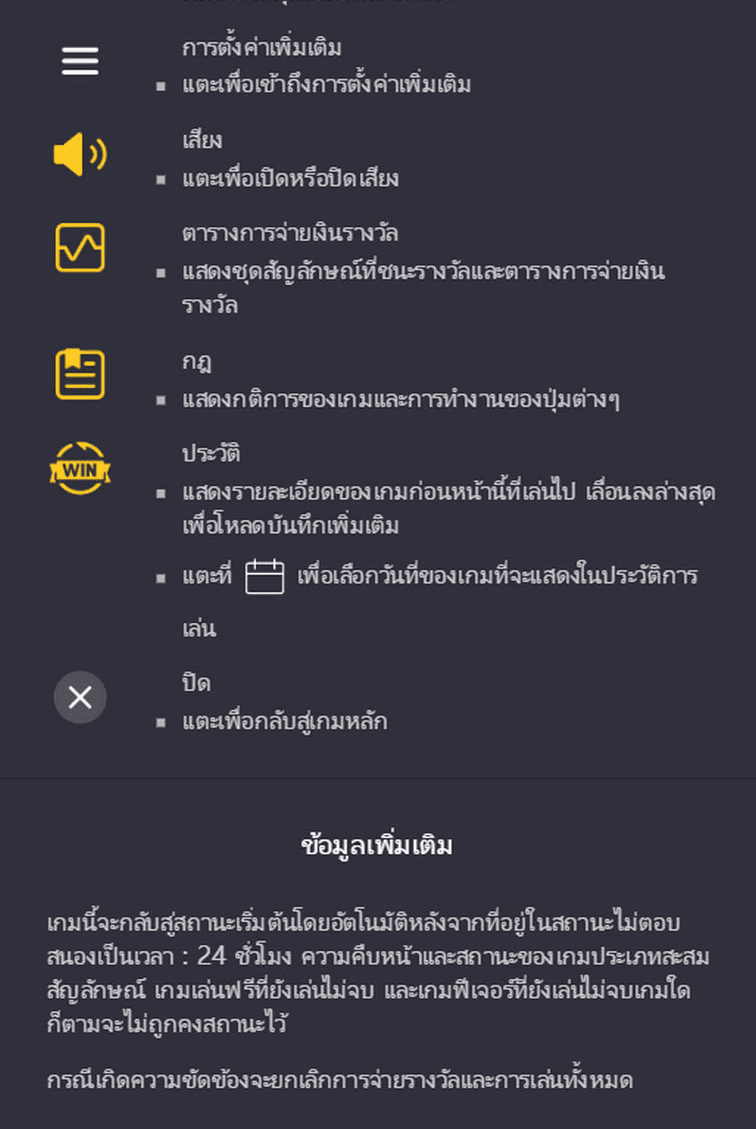 การตั้งค่าเพิ่มเติม
▪ แตะเพื่อเข้าถึงการตั้งค่าเพิ่มเติม
เสียง
▪ แตะเพื่อเปิดหรือปิดเสียง
ตารางการจ่ายเงินรางวัล
▪ แสดงชุดสัญลักษณ์ที่ชนะรางวัลและตารางการจ่ายเงิน
รางวัล
กฎ
▪ แสดงกติการของเกมและการทำงานของปุ่มต่างๆ
WIN
ประวัติ
▪ แสดงรายละเอียดของเกมก่อนหน้านี้ที่เล่นไป เลื่อนลงล่างสุด
เพื่อโหลดบันทึกเพิ่มเติม
▪ แตะที่ เพื่อเลือกวันที่ของเกมที่จะแสดงในประวัติการ
เล่น
ปิด
▪ แตะเพื่อกลับสู่เกมหลัก
ข้อมูลเพิ่มเติม
เกมนี้จะกลับสู่สถานะเริ่มต้นโดยอัตโนมัติหลังจากที่อยู่ในสถานะไม่ตอบ
สนองเป็นเวลา : 24 ชั่วโมง ความคืบหน้าและสถานะของเกมประเภทสะสม
สัญลักษณ์ เกมเล่นฟรีที่ยังเล่นไม่จบ และเกมฟีเจอร์ที่ยังเล่นไม่จบเกมใด
ก็ตามจะไม่ถูกคงสถานะไว้
กรณีเกิดความขัดข้องจะยกเลิกการจ่ายรางวัลและการเล่นทั้งหมด